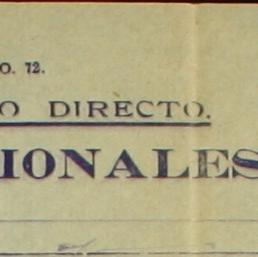 O. 72.
O DIRECTO.
IONALES